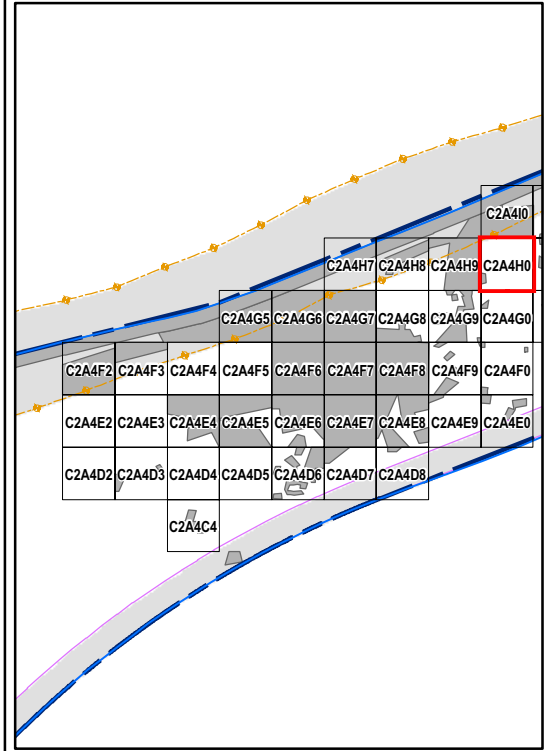 C2A4I0
C2A4H7 C2A4H8 C2A4H9 C2A4H0
C2A4G5 C2A4G6 C2A4G7 C2A4G8 C2A4G9 C2A4G0
C2A4F2 C2A4F3 C2A4F4 C2A4F5 C2A4F6 C2A4F7 C2A4F8 C2A4F9 C2A4F0
C2A4E2 C2A4E3 C2A4E4 C2A4E5 C2A4E6 C2A4E7 C2A4E8 C2A4E9 C2A4E0
C2A4D2 C2A4D3 C2A4D4 C2A4D5 C2A4D6 C2A4D7 C2A4D8
C2A4C4